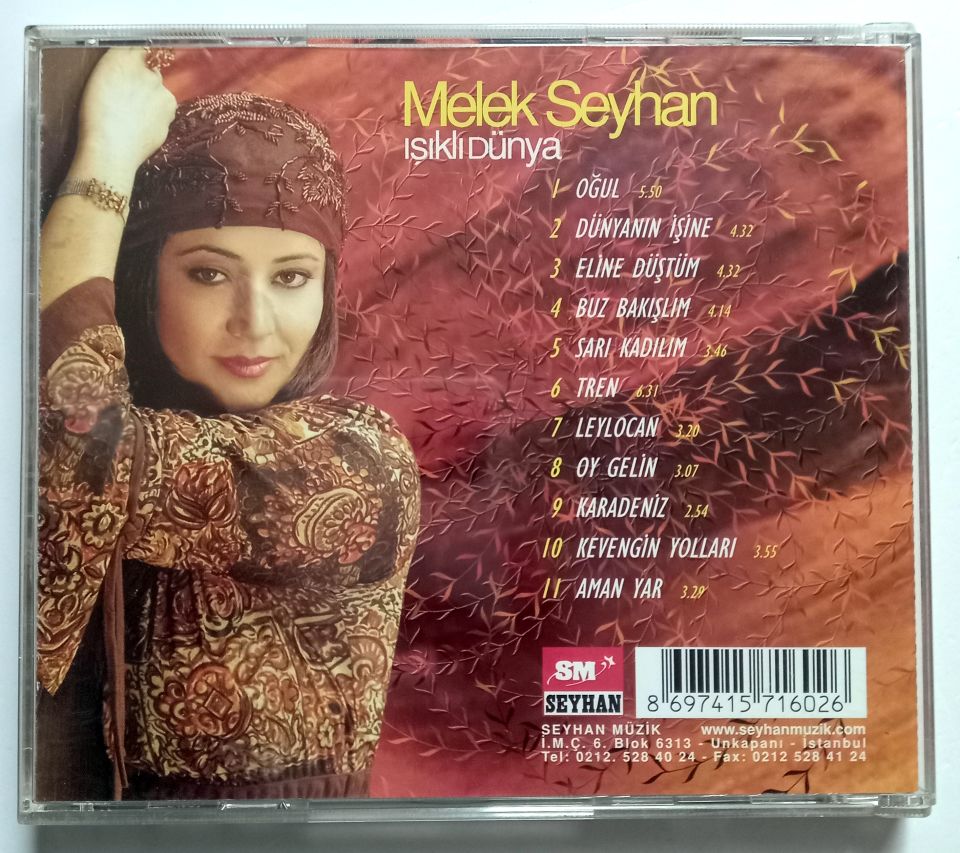 Melek Seyhan
IŞIKLI DÜNYA
1 OĞUL 5.50
2 DÜNYANIN İŞİNE 4.32
3 ELİNE DÜŞTÜM 4.32
4 BUZ BAKIŞLIM 4.14
5 SARI KADILIM 3.46
6 TREN 6.31
7 LEYLOCAN 3.20
8 OY GELİN 3.07
9 KARADENİZ 2.54
10 KEVENGİN YOLLARI 3.55
11 AMAN YAR 3.29
SM
SEYHAN
8 697415 716026
SEYHAN MÜZİK www.seyhanmuzik.com
İ.M.Ç. 6. Blok 6313 - Unkapanı - İstanbul
Tel: 0212. 528 40 24 - Fax: 0212 528 41 24